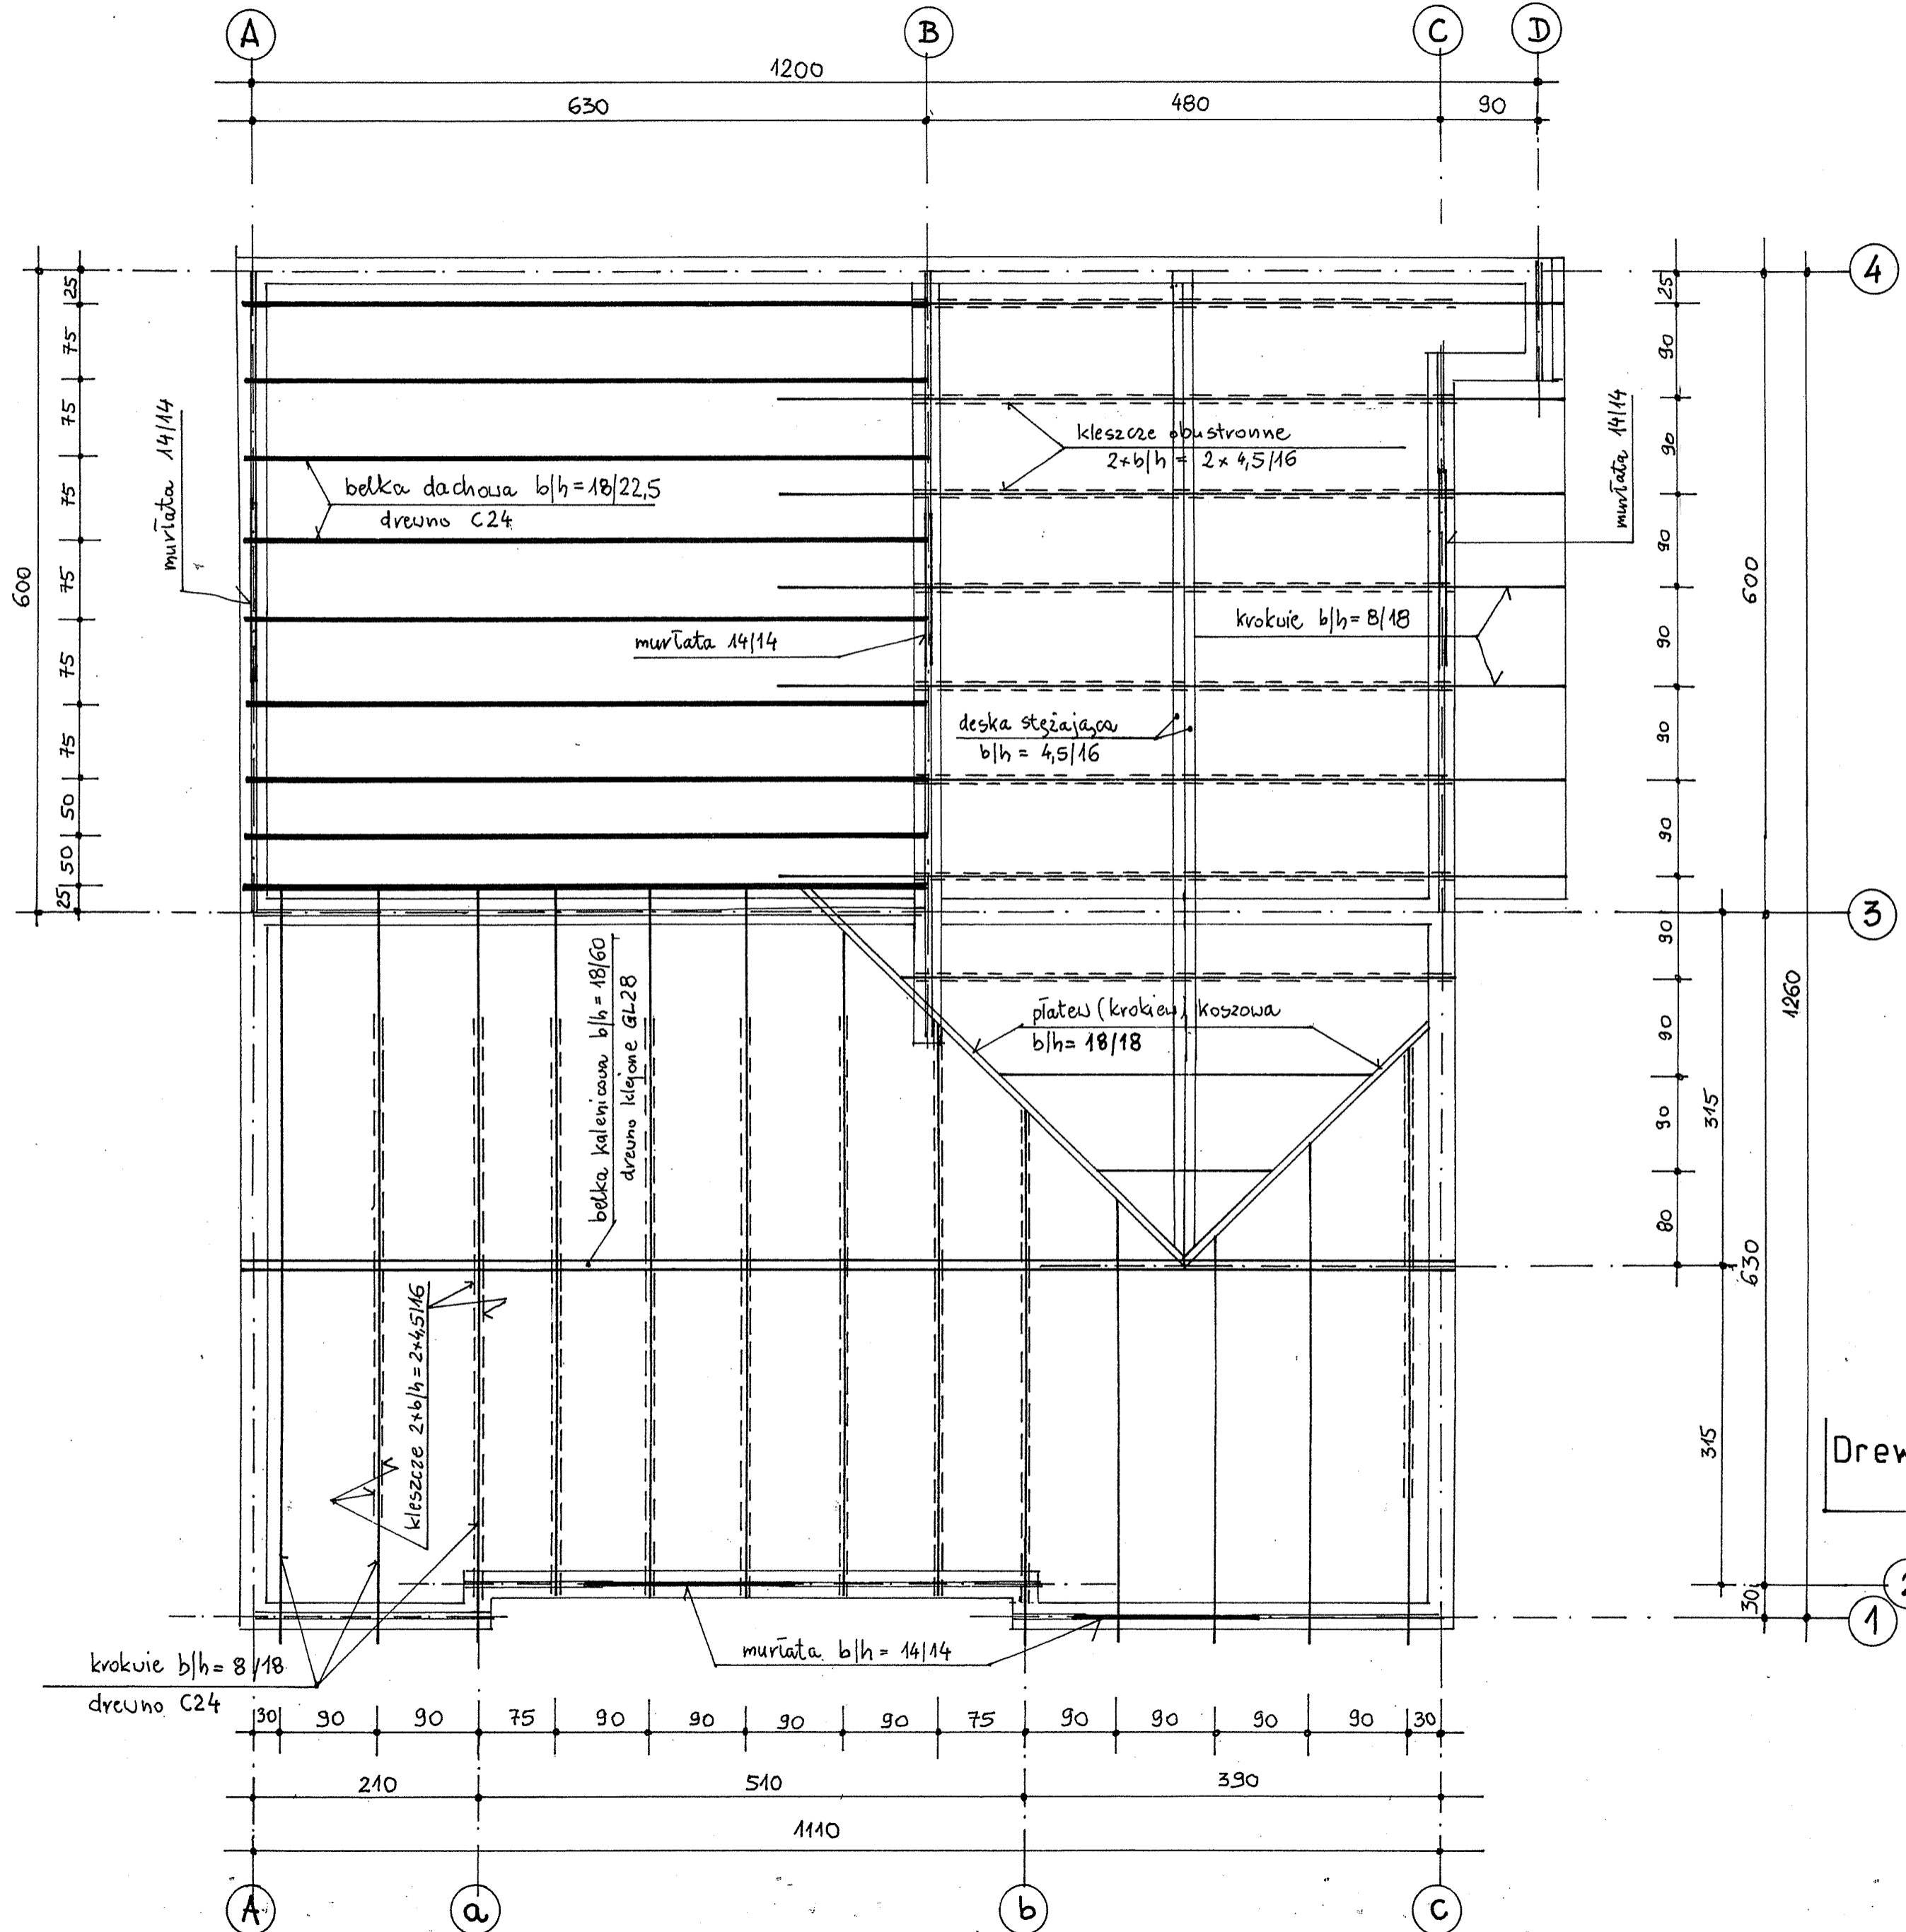 A B C D
1200
630 480 90
4
25 75 75 75 75 75 75 50 50 25
600
25 90 90 90 90 90 90 90 90 90 80
600
murłata 14/14
belka dachowa b/h=18/22,5
drewno C24
kleszcze obustronne
2×b/h = 2× 4,5/16
murłata 14/14
murłata 14/14
krokwie b/h= 8/18
deska stężająca
b/h = 4,5/16
3
belka kalenicowa b/h = 18/60
drewno klejone GL28
płatew (krokiew) koszowa
b/h= 18/18
1260
315
630
315
kleszcze 2×b/h = 2×4,5/16
Drew
2
30
1
murłata b/h = 14/14
krokwie b/h= 8/18
drewno C24
30 90 90 75 90 90 90 90 75 90 90 90 90 30
210 510 390
1110
A a b C